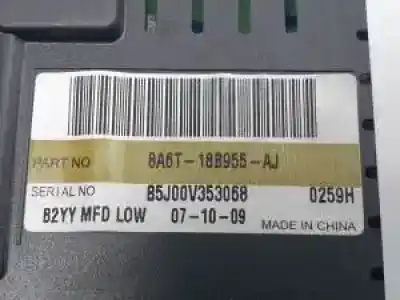 PART NO 8A6T-18B955-AJ
SERIAL NO B5J00V353068 0259H
B2YY MFD LOW 07-10-09 MADE IN CHINA